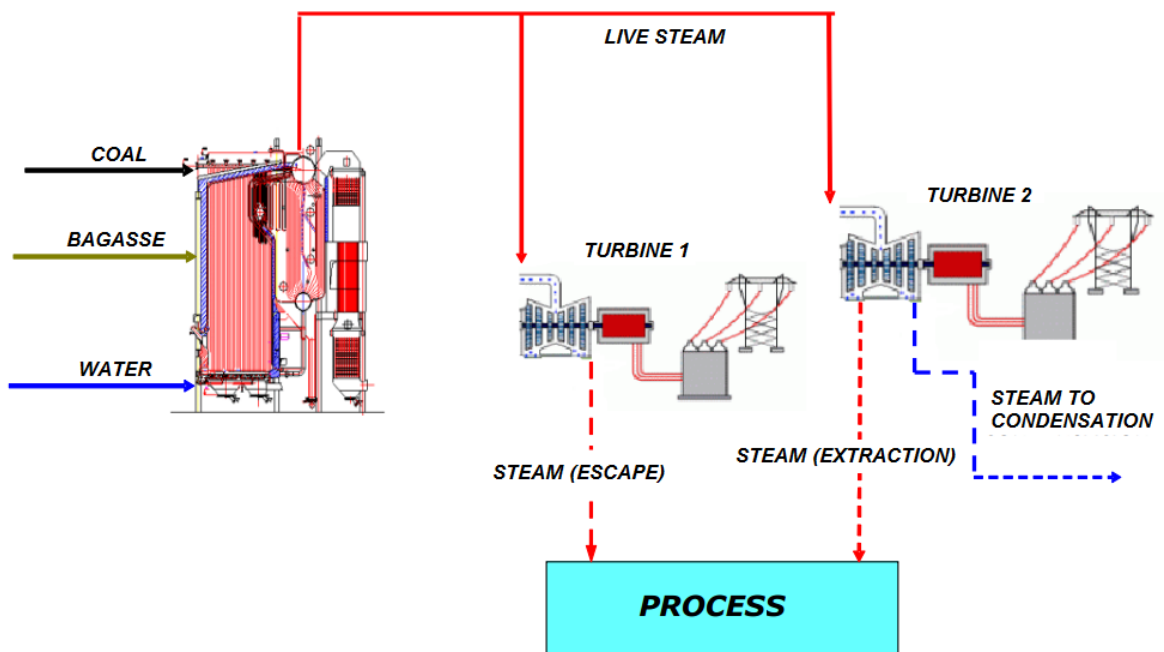 LIVE STEAM
COAL
TURBINE 2
BAGASSE
TURBINE 1
WATER
STEAM TO
CONDENSATION
STEAM (ESCAPE)
STEAM (EXTRACTION)
PROCESS